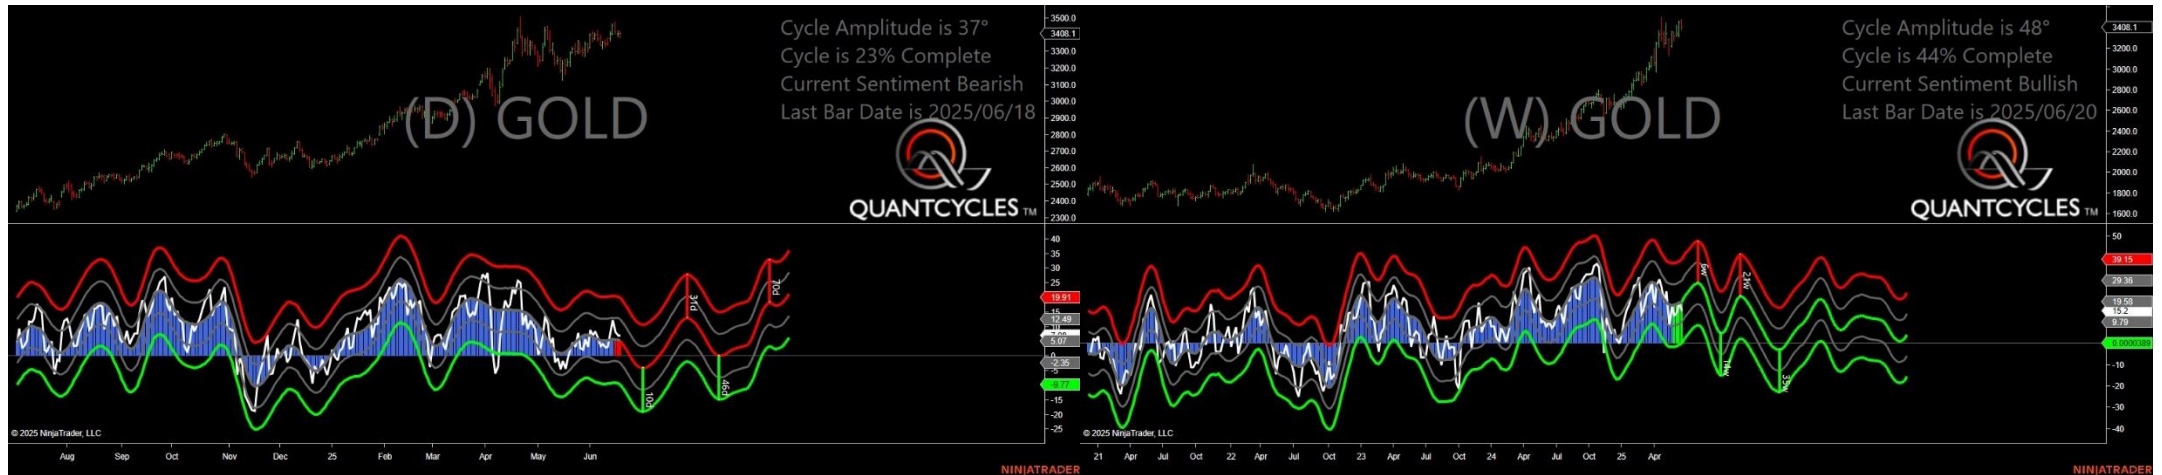 Cycle Amplitude is 37°
Cycle is 23% Complete
Current Sentiment Bearish
Last Bar Date is 2025/06/18
(D) GOLD
QUANTCYCLES TM
3500.0
3408.1
3300.0
3200.0
3100.0
3000.0
2900.0
2800.0
2700.0
2600.0
2500.0
2400.0
2300.0
40
35
30
25
19.91
15
12.49
5.07
0
-2.35
-5
-9.77
-15
-20
-25
31d
70d
10d
46d
© 2025 NinjaTrader, LLC
Aug Sep Oct Nov Dec 25 Feb Mar Apr May Jun
NINJATRADER
Cycle Amplitude is 48°
Cycle is 44% Complete
Current Sentiment Bullish
Last Bar Date is 2025/06/20
(W) GOLD
QUANTCYCLES TM
3408.1
3200.0
3000.0
2800.0
2600.0
2400.0
2200.0
2000.0
1800.0
1600.0
50
39.15
29.36
19.58
15.2
9.79
0.0000389
-10
-20
-30
-40
6w
23w
14w
35w
© 2025 NinjaTrader, LLC
21 Apr Jul Oct 22 Apr Jul Oct 23 Apr Jul Oct 24 Apr Jul Oct 25 Apr
NINJATRADER